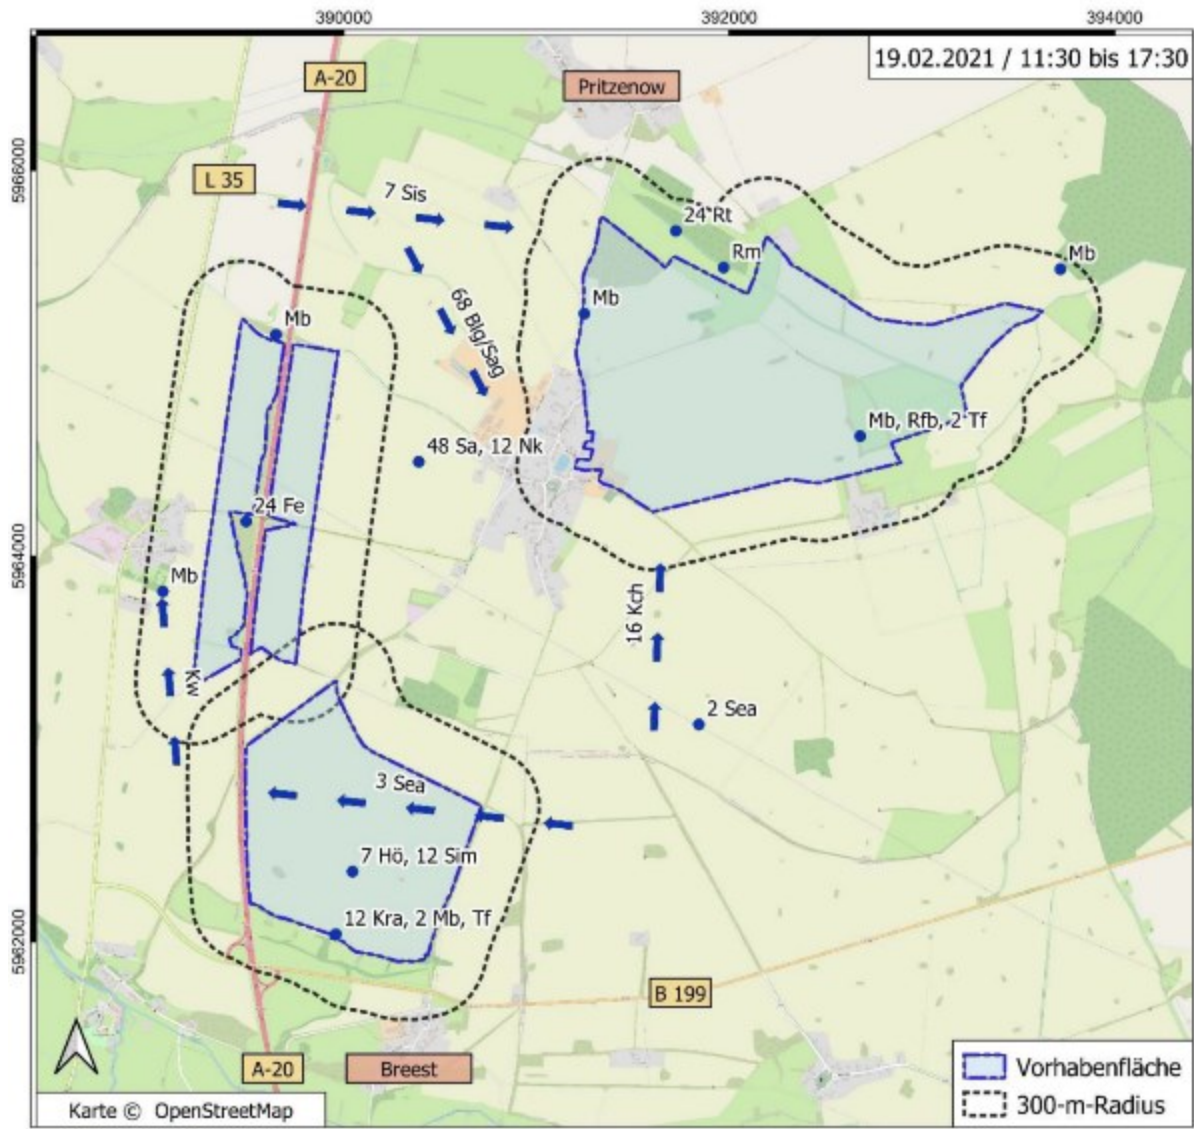 390000
392000
394000
19.02.2021 / 11:30 bis 17:30
A-20
Pritzenow
5966000
L 35
7 Sis
24 Rt
Rm
Mb
Mb
Mb
68 Blg/Sag
Mb, Rfb, 2 Tf
48 Sa, 12 Nk
24 Fe
5964000
Mb
16 Kch
Kw
2 Sea
3 Sea
7 Hö, 12 Sim
12 Kra, 2 Mb, Tf
5962000
B 199
A-20
Breest
Vorhabenfläche
300-m-Radius
Karte © OpenStreetMap